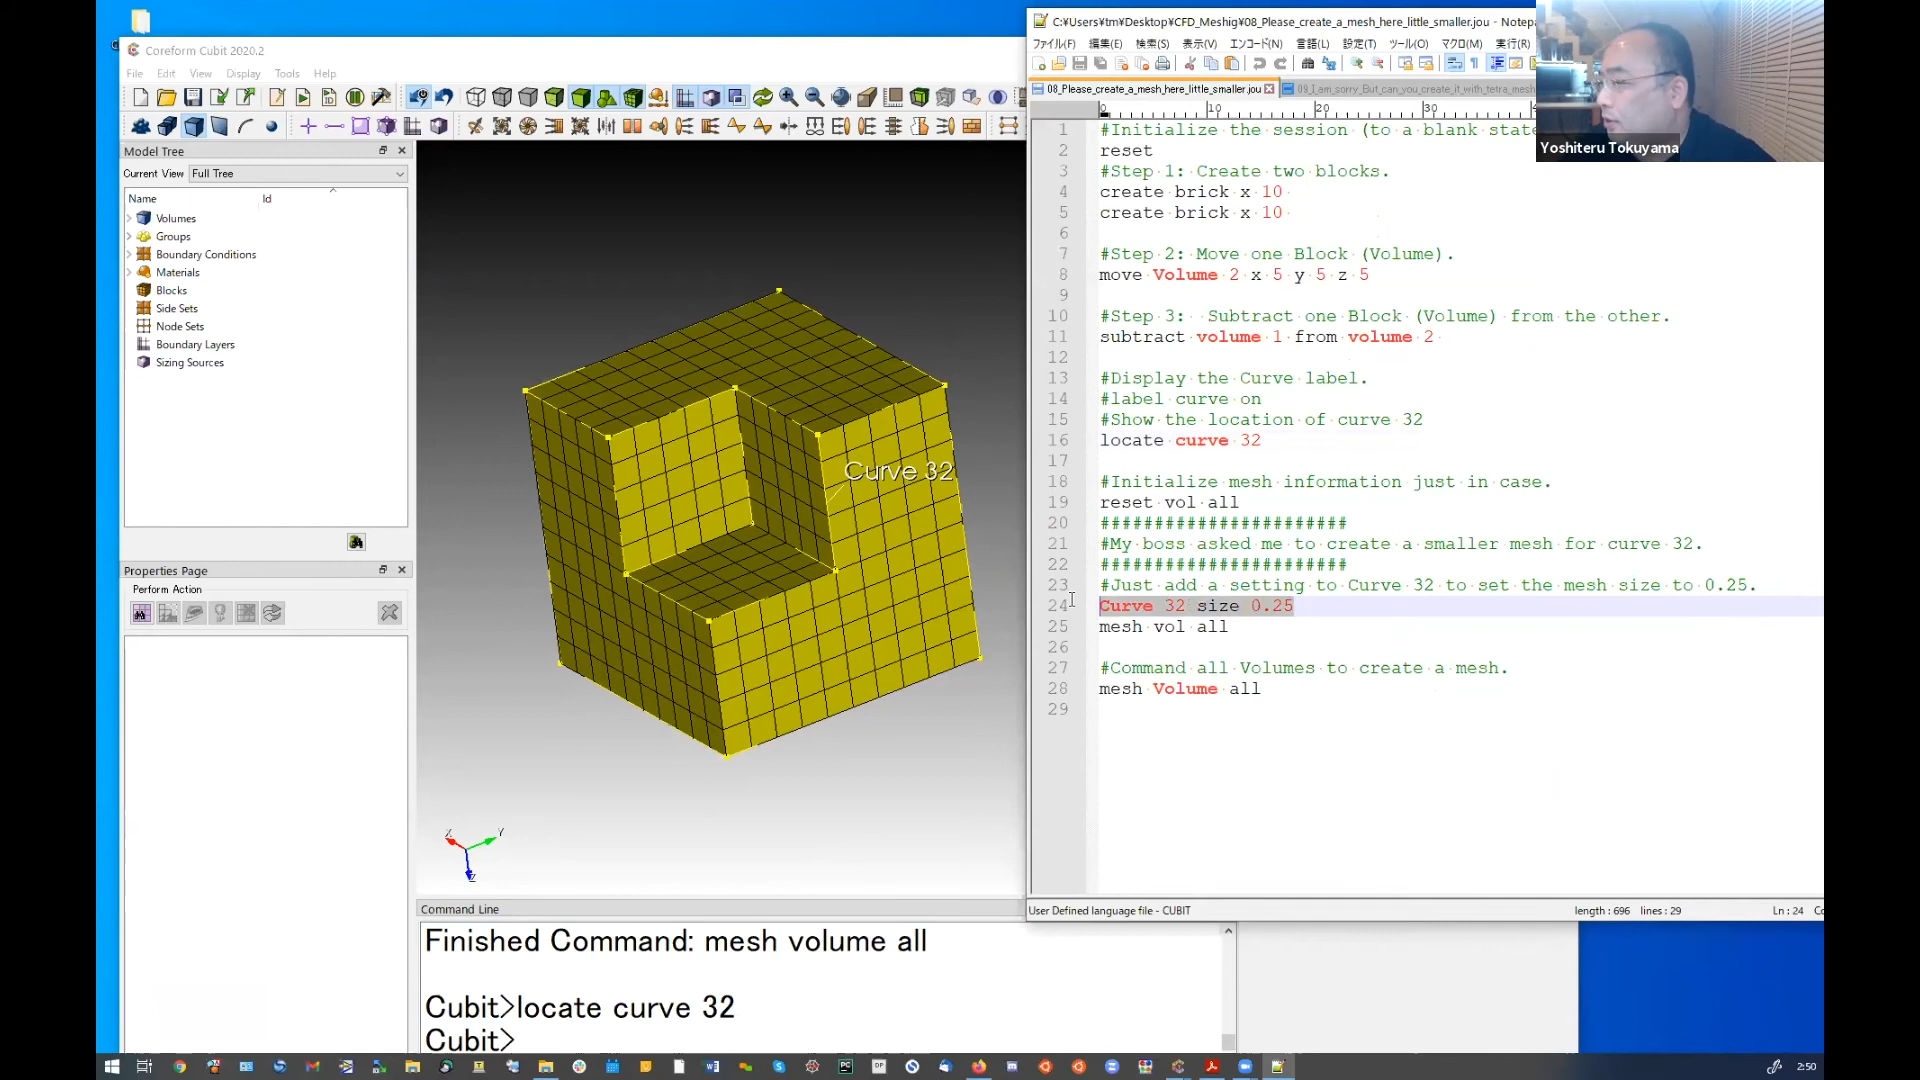 Coreform Cubit 2020.2
File Edit View Display Tools Help
Model Tree
Current View Full Tree
Name Id
Volumes
Groups
Boundary Conditions
Materials
Blocks
Side Sets
Node Sets
Boundary Layers
Sizing Sources
Properties Page
Perform Action
Curve 32
X Y Z
Command Line
Finished Command: mesh volume all
Cubit>locate curve 32
Cubit>
C:¥Users¥tm¥Desktop¥CFD_Meshig¥08_Please_create_a_mesh_here_little_smaller.jou - Notepa
ファイル(F) 編集(E) 検索(S) 表示(V) エンコード(N) 言語(L) 設定(T) ツール(O) マクロ(M) 実行(R)
08_Please_create_a_mesh_here_little_smaller.jou 09_I_am_sorry_But_can_you_create_it_with_tetra_mesh
0 10 20 30
1 #Initialize the session (to a blank state
2 reset
3 #Step 1: Create two blocks.
4 create brick x 10
5 create brick x 10
6
7 #Step 2: Move one Block (Volume).
8 move Volume 2 x 5 y 5 z 5
9
10 #Step 3: Subtract one Block (Volume) from the other.
11 subtract volume 1 from volume 2
12
13 #Display the Curve label.
14 #label curve on
15 #Show the location of curve 32
16 locate curve 32
17
18 #Initialize mesh information just in case.
19 reset vol all
20 #######################
21 #My boss asked me to create a smaller mesh for curve 32.
22 #######################
23 #Just add a setting to Curve 32 to set the mesh size to 0.25.
24 Curve 32 size 0.25
25 mesh vol all
26
27 #Command all Volumes to create a mesh.
28 mesh Volume all
29
User Defined language file - CUBIT length : 696 lines : 29 Ln : 24
Yoshiteru Tokuyama
2:50